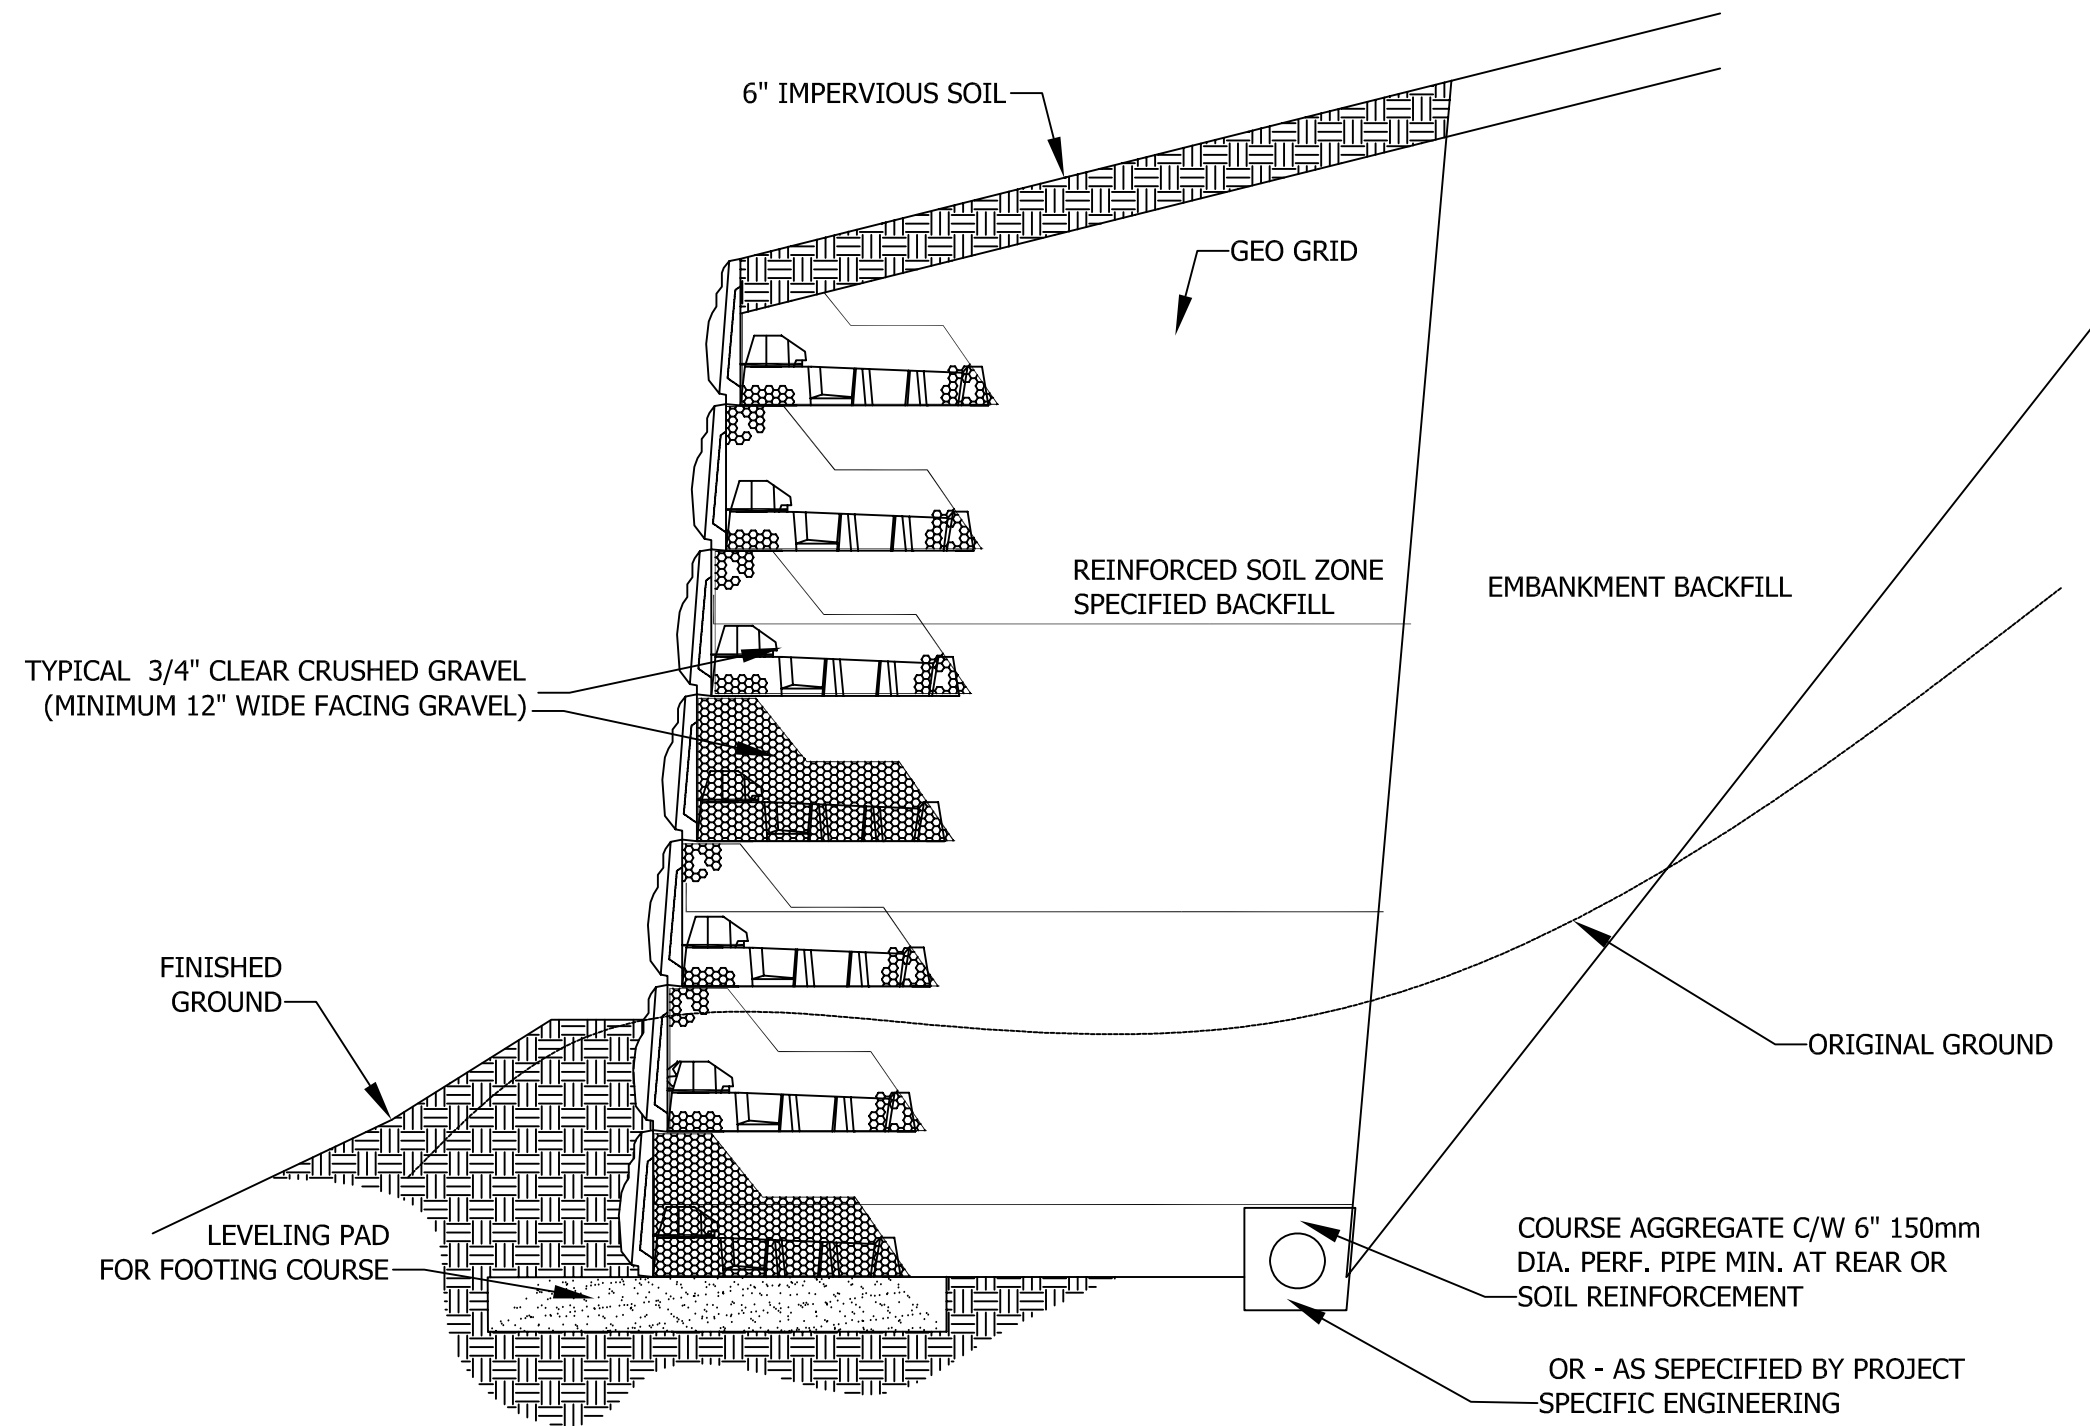 6" IMPERVIOUS SOIL
GEO GRID
REINFORCED SOIL ZONE
SPECIFIED BACKFILL
EMBANKMENT BACKFILL
TYPICAL 3/4" CLEAR CRUSHED GRAVEL
(MINIMUM 12" WIDE FACING GRAVEL)
FINISHED
GROUND
ORIGINAL GROUND
LEVELING PAD
FOR FOOTING COURSE
COURSE AGGREGATE C/W 6" 150mm
DIA. PERF. PIPE MIN. AT REAR OR
SOIL REINFORCEMENT
OR - AS SEPECIFIED BY PROJECT
SPECIFIC ENGINEERING